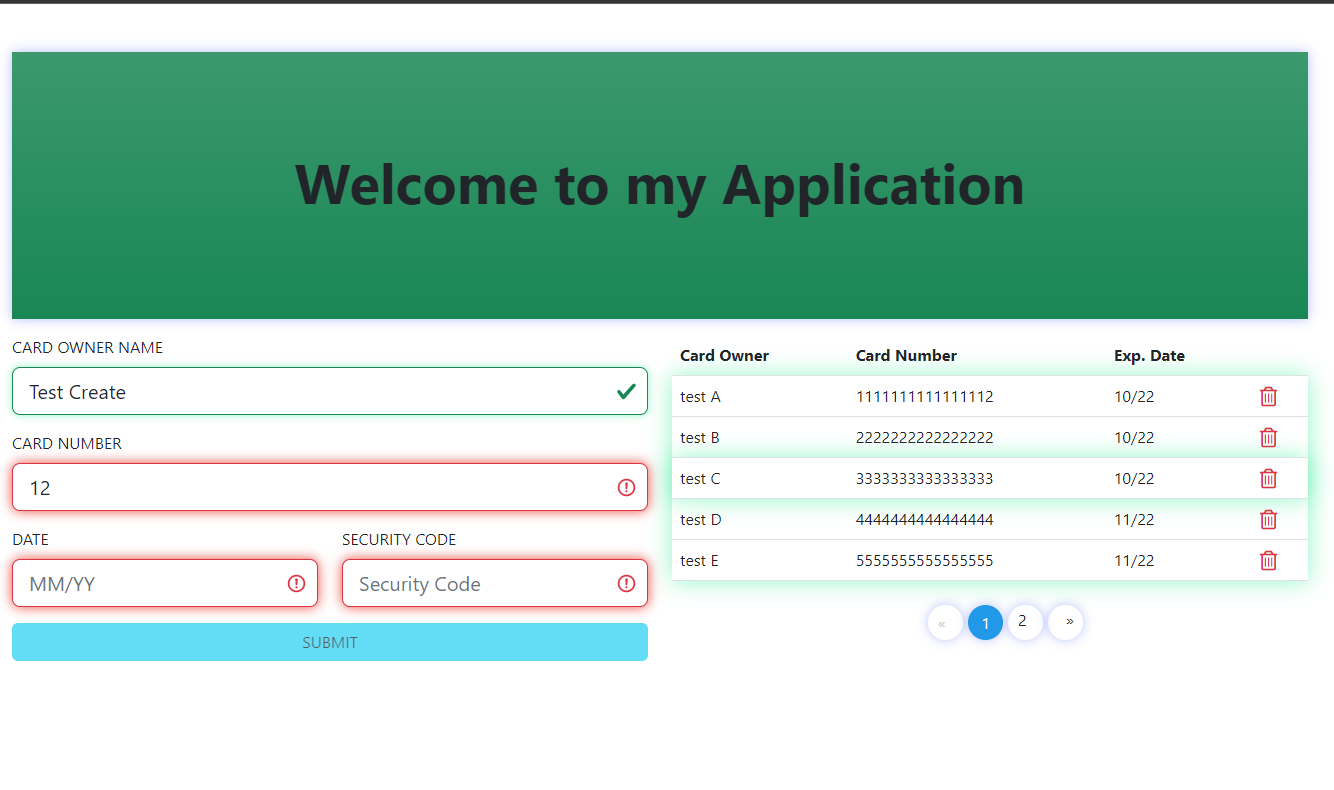 Welcome to my Application
CARD OWNER NAME
Test Create
CARD NUMBER
12
DATE
SECURITY CODE
MM/YY
Security Code
SUBMIT
Card Owner Card Number Exp. Date
test A 1111111111111112 10/22
test B 2222222222222222 10/22
test C 3333333333333333 10/22
test D 4444444444444444 11/22
test E 5555555555555555 11/22
« 1 2 »